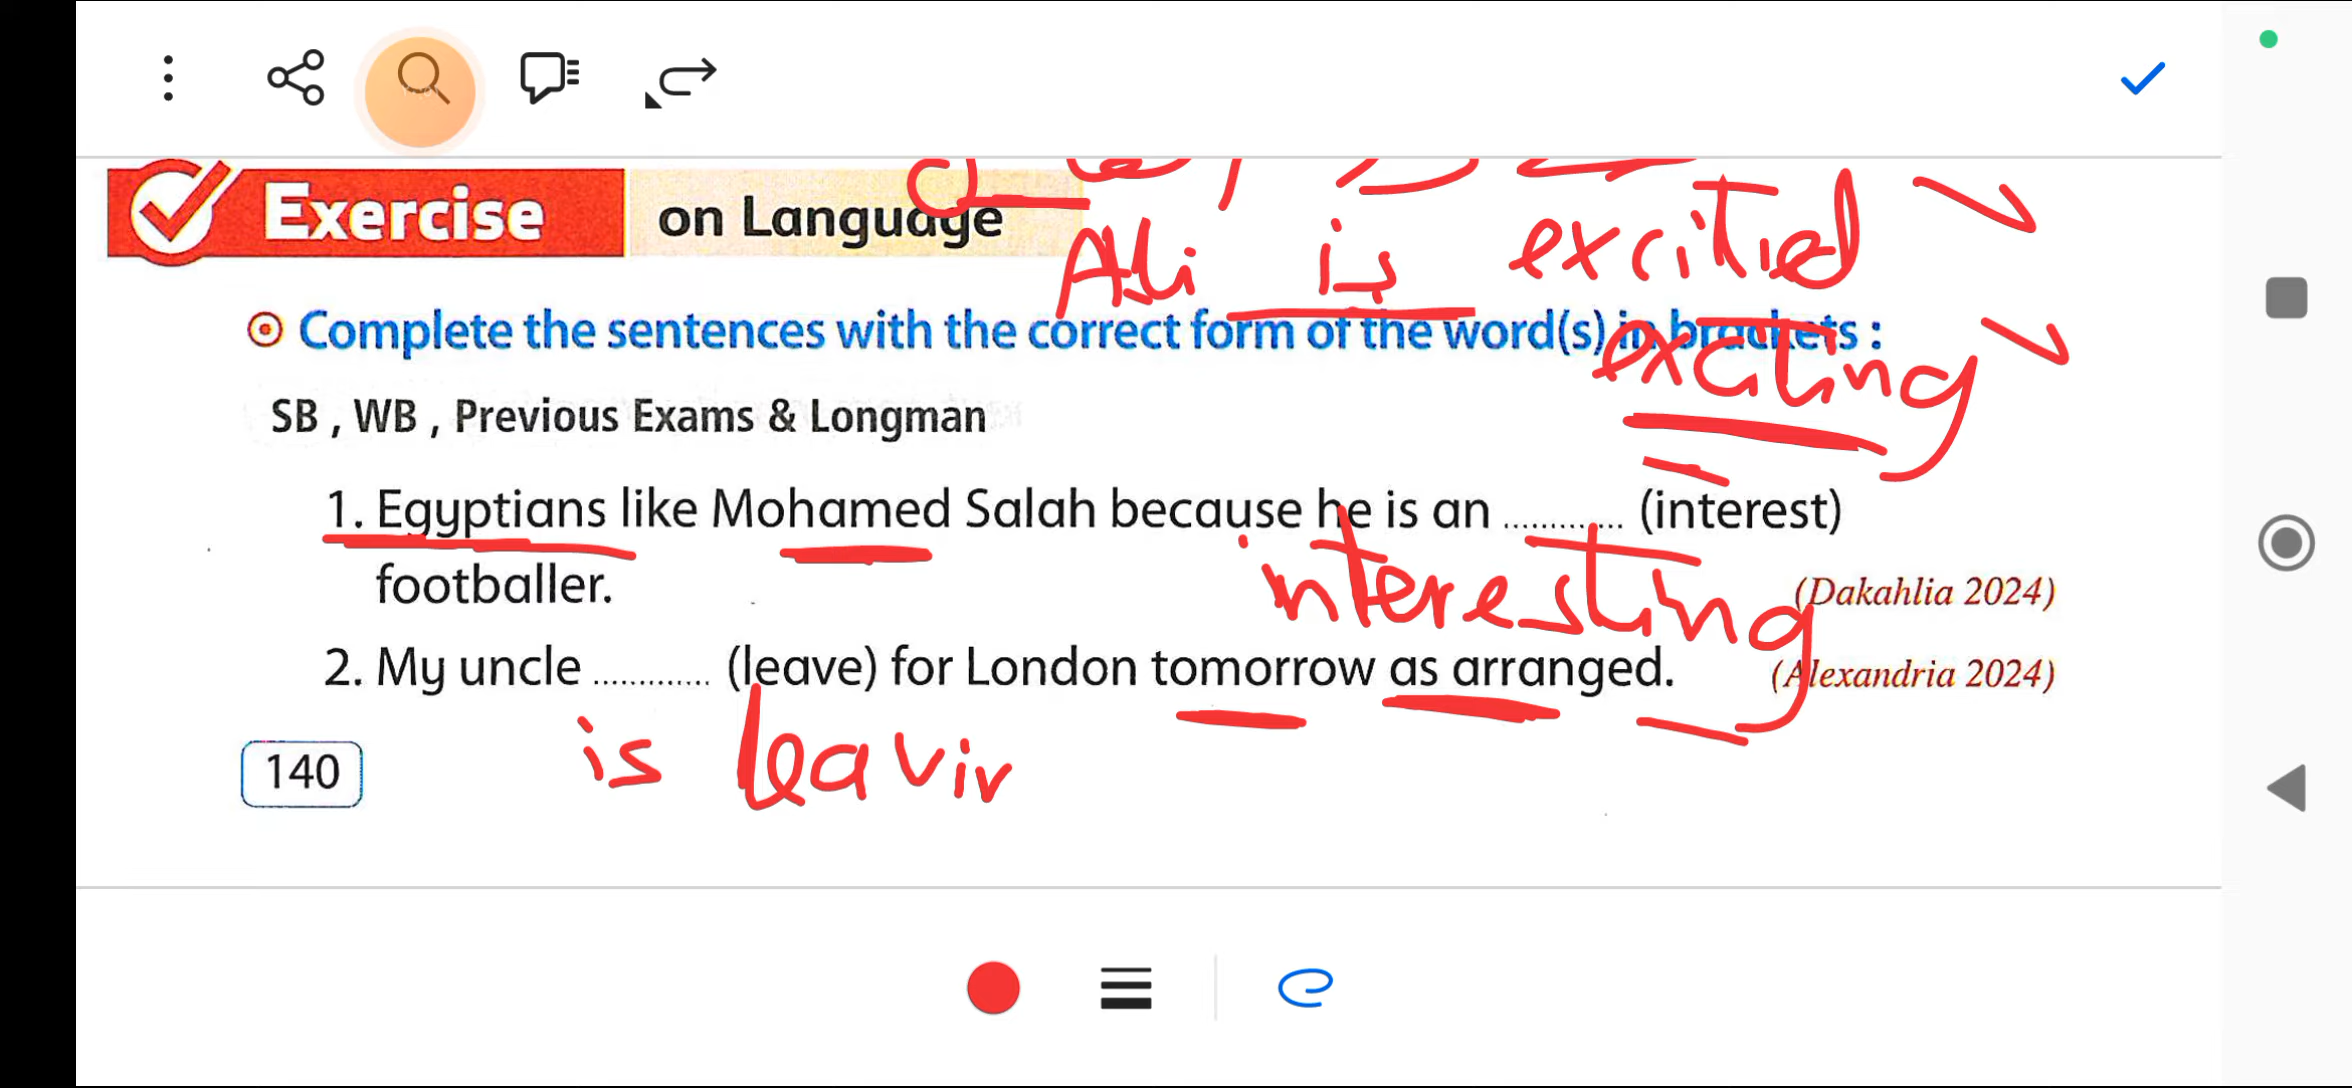 Exercise on Language
Ali is excitied
Complete the sentences with the correct form of the word(s) in brackets :
exciting
SB , WB , Previous Exams & Longman
1. Egyptians like Mohamed Salah because he is an ............ (interest)
footballer.
interesting
(Dakahlia 2024)
2. My uncle ............ (leave) for London tomorrow as arranged.
(Alexandria 2024)
is leavin
140